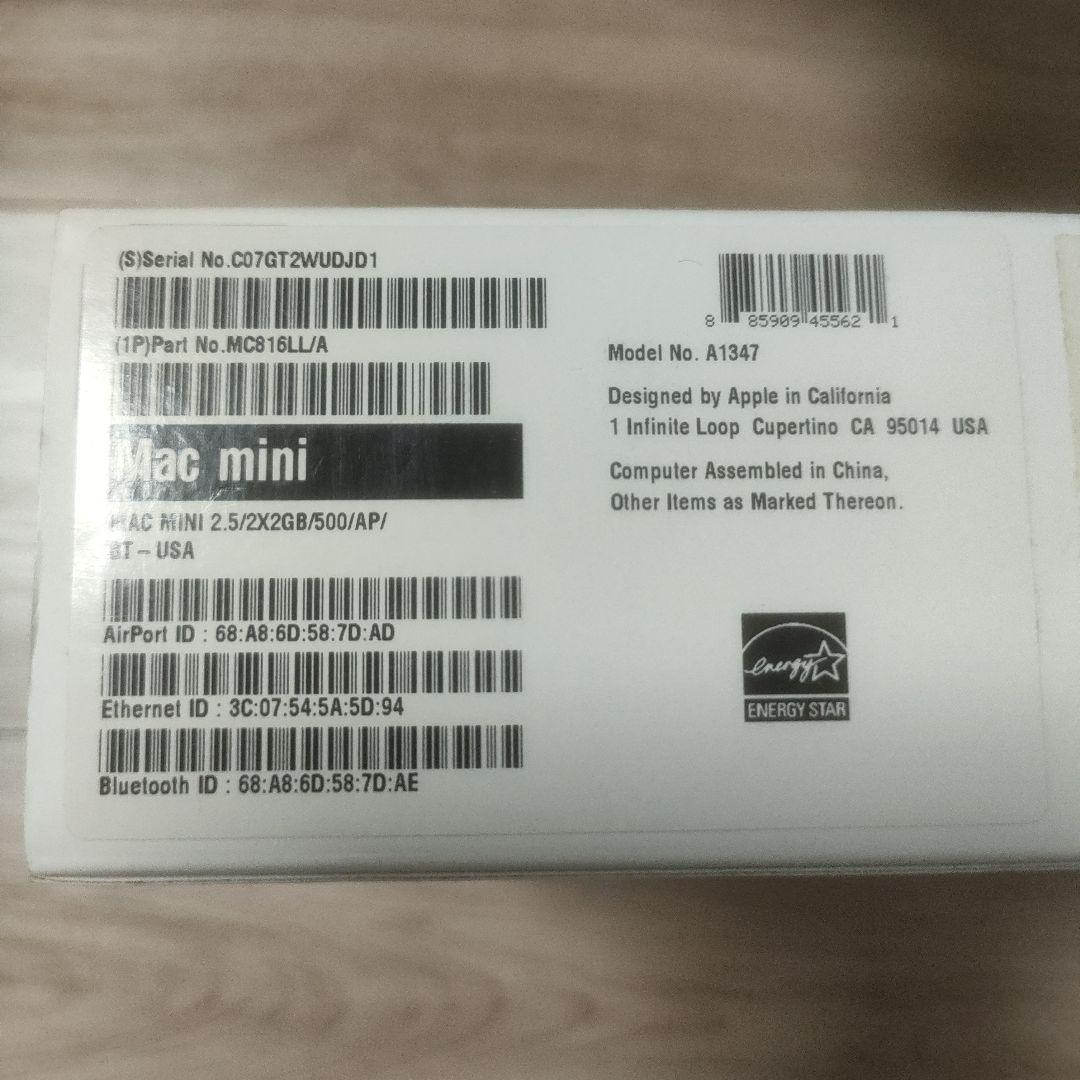 (S)Serial No.C07GT2WUDJD1
(1P)Part No.MC816LL/A
Mac mini
MAC MINI 2.5/2X2GB/500/AP/
BT – USA
AirPort ID : 68:A8:6D:58:7D:AD
Ethernet ID : 3C:07:54:5A:5D:94
Bluetooth ID : 68:A8:6D:58:7D:AE
8 85909 45562 1
Model No. A1347
Designed by Apple in California
1 Infinite Loop Cupertino CA 95014 USA
Computer Assembled in China,
Other Items as Marked Thereon.
energy
ENERGY STAR